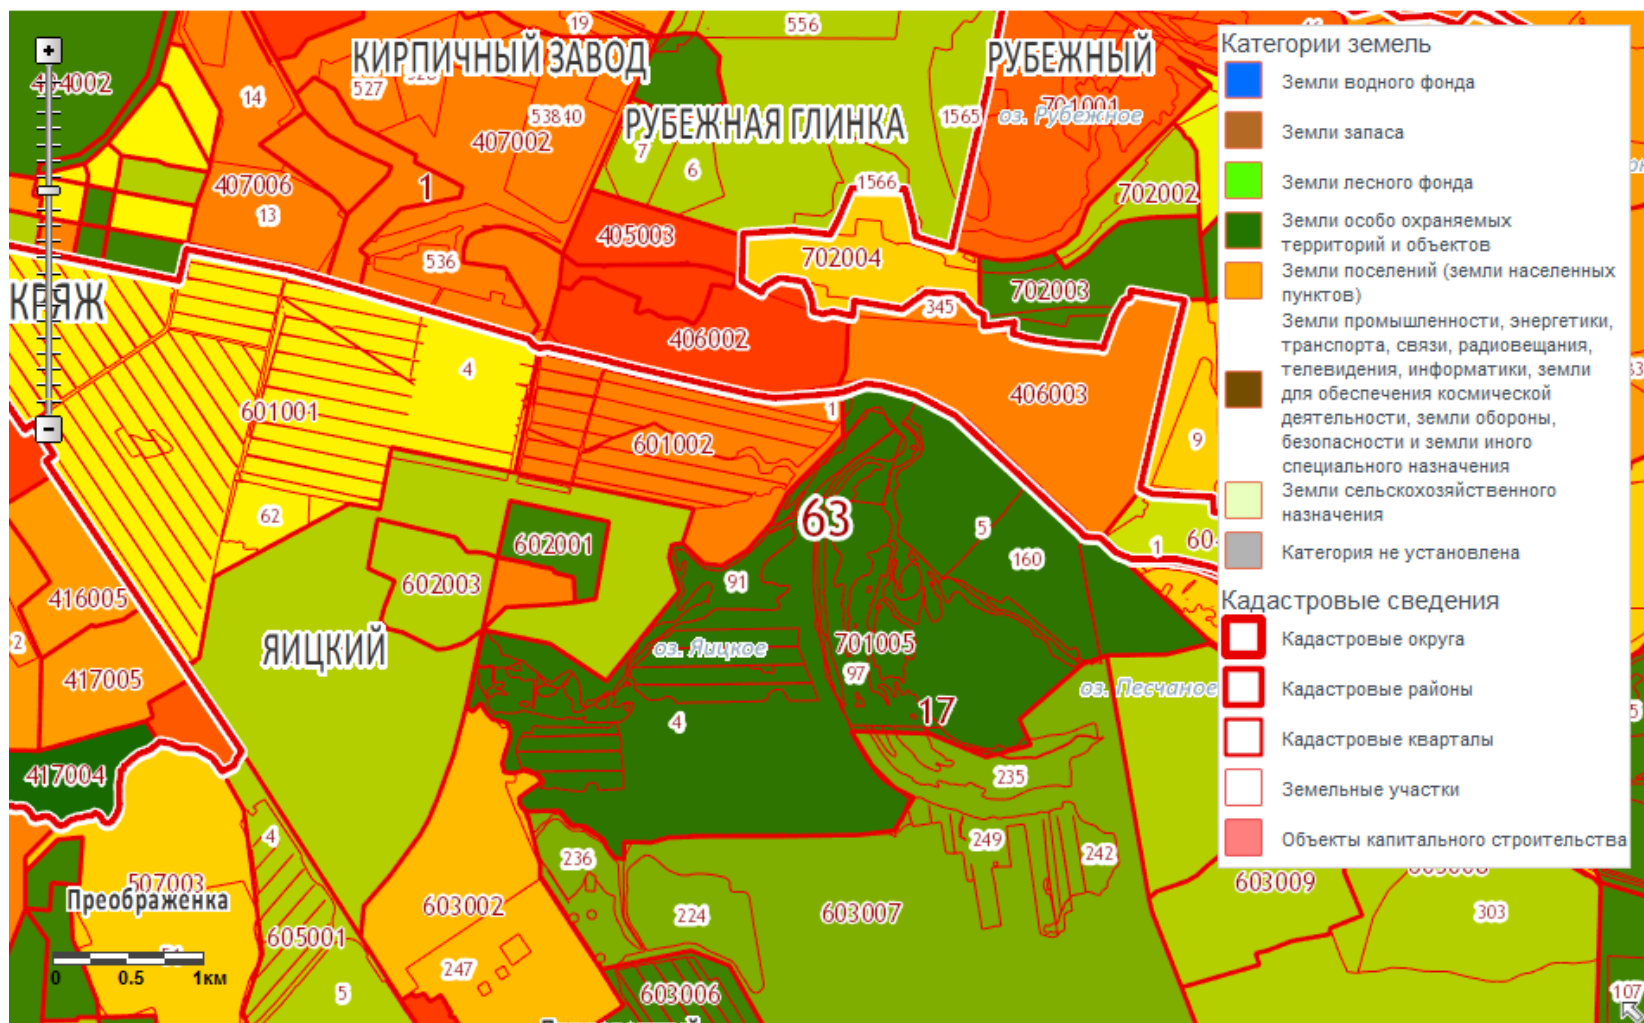 19
556
КИРПИЧНЫЙ ЗАВОД
РУБЕЖНЫЙ
404002
527
14
53840
407002
РУБЕЖНАЯ ГЛИНКА
1565
701001
оз. Рубежное
7
6
1
407006
13
1566
702002
405003
536
702004
702003
КРЯЖ
345
406002
4
601001
1
406003
601002
9
62
63
602001
5
160
1
60
602003
91
416005
2
ЯИЦКИЙ
оз. Яицкое
701005
97
417005
оз. Песчаное
17
4
417004
235
4
236
249
242
507003
Преображенка
603002
224
603007
603009
303
605001
247
5
603006
107
0 0.5 1км
Категории земель
Земли водного фонда
Земли запаса
Земли лесного фонда
Земли особо охраняемых
территорий и объектов
Земли поселений (земли населенных
пунктов)
Земли промышленности, энергетики,
транспорта, связи, радиовещания,
телевидения, информатики, земли
для обеспечения космической
деятельности, земли обороны,
безопасности и земли иного
специального назначения
Земли сельскохозяйственного
назначения
Категория не установлена
Кадастровые сведения
Кадастровые округа
Кадастровые районы
Кадастровые кварталы
Земельные участки
Объекты капитального строительства